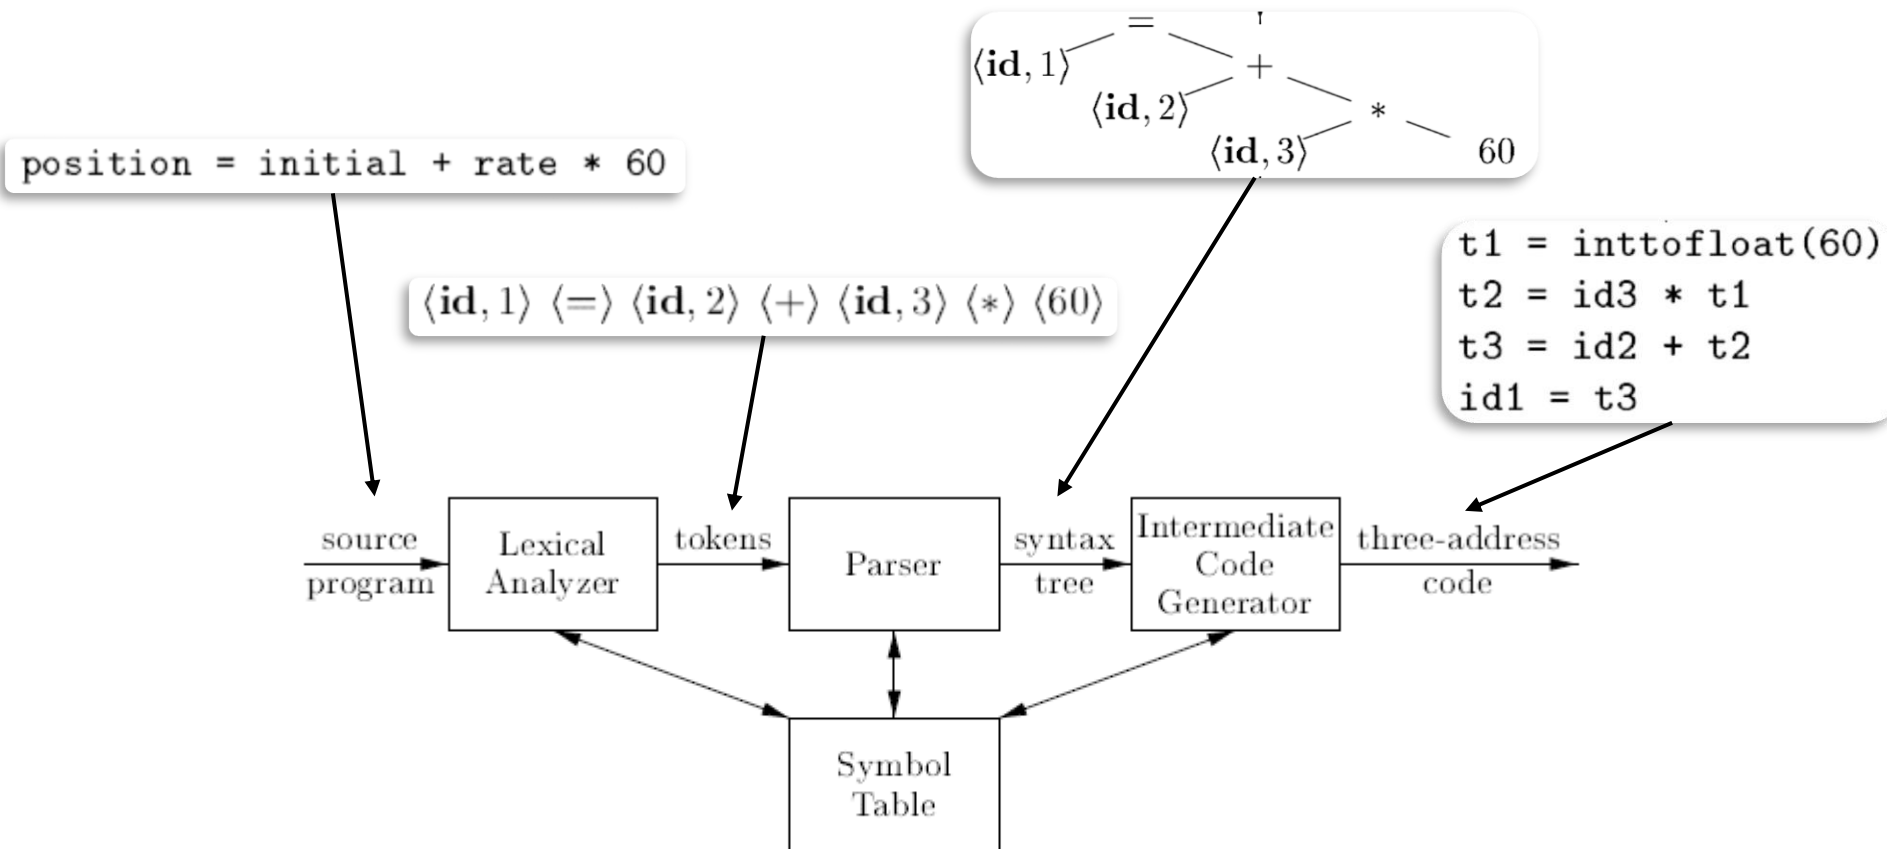 =
⟨id, 1⟩
+
⟨id, 2⟩
*
⟨id, 3⟩
60
position = initial + rate * 60
t1 = inttofloat(60)
t2 = id3 * t1
t3 = id2 + t2
id1 = t3
⟨id, 1⟩ ⟨=⟩ ⟨id, 2⟩ ⟨+⟩ ⟨id, 3⟩ ⟨*⟩ ⟨60⟩
source
program
Lexical
Analyzer
tokens
Parser
syntax
tree
Intermediate
Code
Generator
three-address
code
Symbol
Table